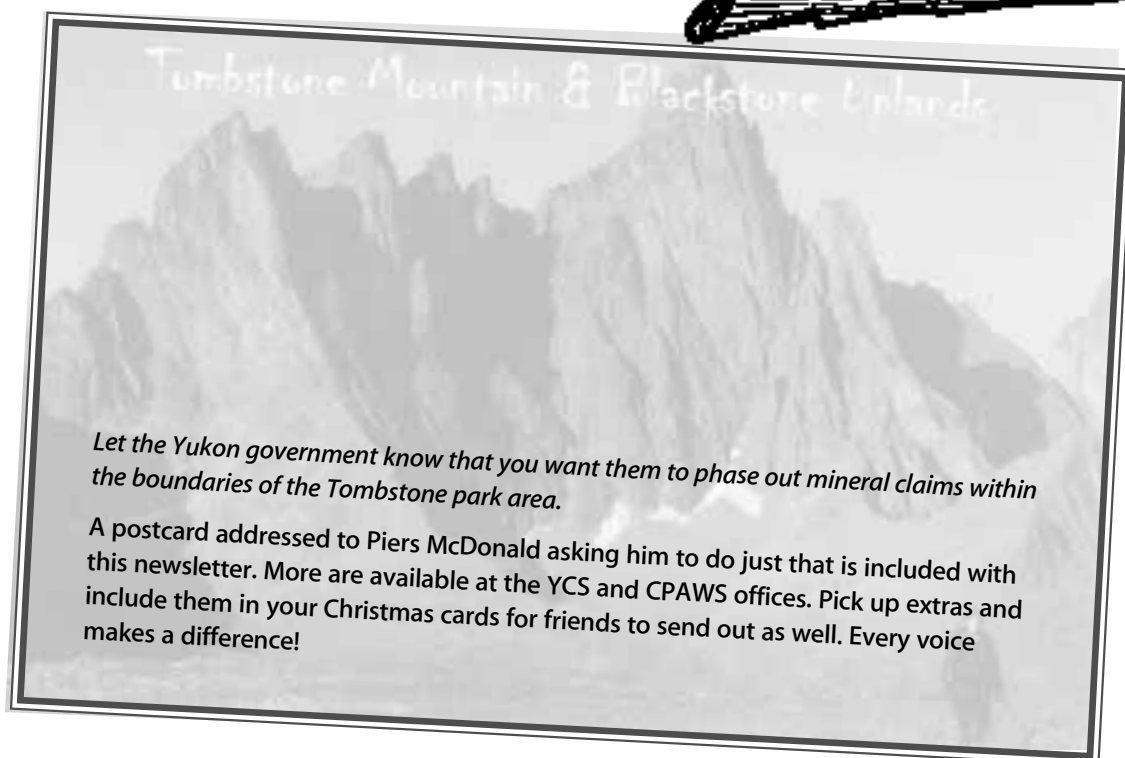 Tombstone Mountain & Blackstone Uplands
Let the Yukon government know that you want them to phase out mineral claims within
the boundaries of the Tombstone park area.
A postcard addressed to Piers McDonald asking him to do just that is included with
this newsletter. More are available at the YCS and CPAWS offices. Pick up extras and
include them in your Christmas cards for friends to send out as well. Every voice
makes a difference!